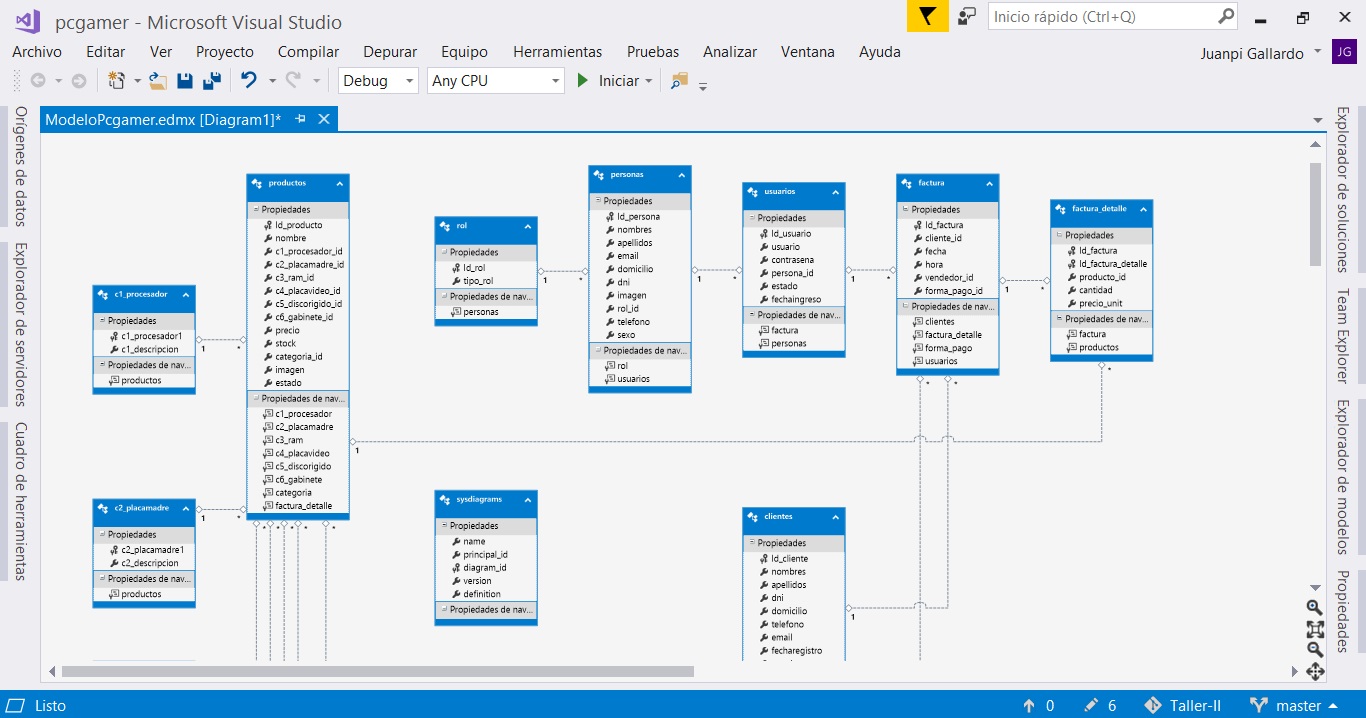 pcgamer - Microsoft Visual Studio
Inicio rápido (Ctrl+Q)
Archivo Editar Ver Proyecto Compilar Depurar Equipo Herramientas Pruebas Analizar Ventana Ayuda
Juanpi Gallardo JG
Debug Any CPU Iniciar
ModeloPcgamer.edmx [Diagram1]*
Orígenes de datos
Explorador de servidores
Cuadro de herramientas
c1_procesador
Propiedades
c1_procesador1
c1_descripcion
Propiedades de nav...
productos
1 *
c2_placamadre
Propiedades
c2_placamadre1
c2_descripcion
Propiedades de nav...
productos
1 *
productos
Propiedades
Id_producto
nombre
c1_procesador_id
c2_placamadre_id
c3_ram_id
c4_placavideo_id
c5_discorigido_id
c6_gabinete_id
precio
stock
categoria_id
imagen
estado
Propiedades de nav...
c1_procesador
c2_placamadre
c3_ram
c4_placavideo
c5_discorigido
c6_gabinete
categoria
factura_detalle
* * * * *
1
rol
Propiedades
Id_rol
tipo_rol
Propiedades de nav...
personas
1 *
sysdiagrams
Propiedades
name
principal_id
diagram_id
version
definition
Propiedades de nav...
personas
Propiedades
Id_persona
nombres
apellidos
email
domicilio
dni
imagen
rol_id
telefono
sexo
Propiedades de nav...
rol
usuarios
1 *
usuarios
Propiedades
Id_usuario
usuario
contrasena
persona_id
estado
fechaingreso
Propiedades de nav...
factura
personas
1 *
clientes
Propiedades
Id_cliente
nombres
apellidos
dni
domicilio
telefono
email
fecharegistro
1
factura
Propiedades
Id_factura
cliente_id
fecha
hora
vendedor_id
forma_pago_id
Propiedades de nav...
clientes
factura_detalle
forma_pago
usuarios
* *
1 *
factura_detalle
Propiedades
Id_factura
Id_factura_detalle
producto_id
cantidad
precio_unit
Propiedades de nav...
factura
productos
*
Explorador de soluciones
Team Explorer
Explorador de modelos
Propiedades
Listo
0 6 Taller-II master